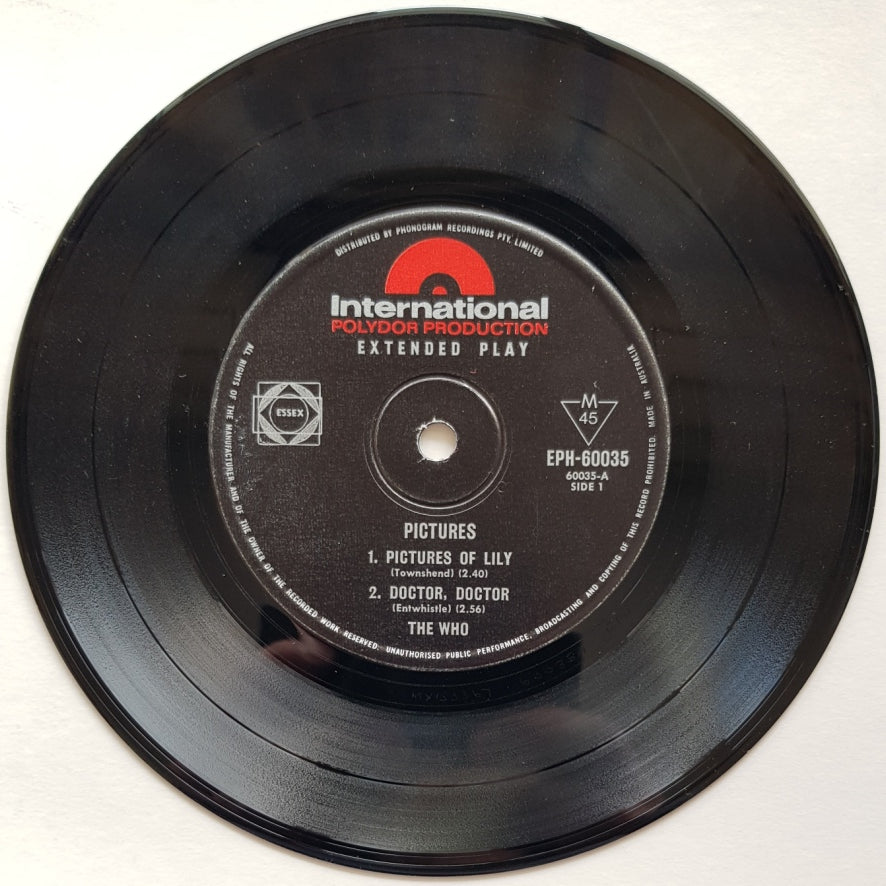 DISTRIBUTED BY PHONOGRAM RECORDINGS PTY. LIMITED
International
POLYDOR PRODUCTION
EXTENDED PLAY
ESSEX
M
45
EPH-60035
60035-A
SIDE 1
PICTURES
1. PICTURES OF LILY
(Townshend) (2.40)
2. DOCTOR, DOCTOR
(Entwhistle) (2.56)
THE WHO
ALL RIGHTS OF THE MANUFACTURER AND OF THE OWNER OF THE RECORDED WORK RESERVED. UNAUTHORISED PUBLIC PERFORMANCE, BROADCASTING AND COPYING OF THIS RECORD PROHIBITED. MADE IN AUSTRALIA